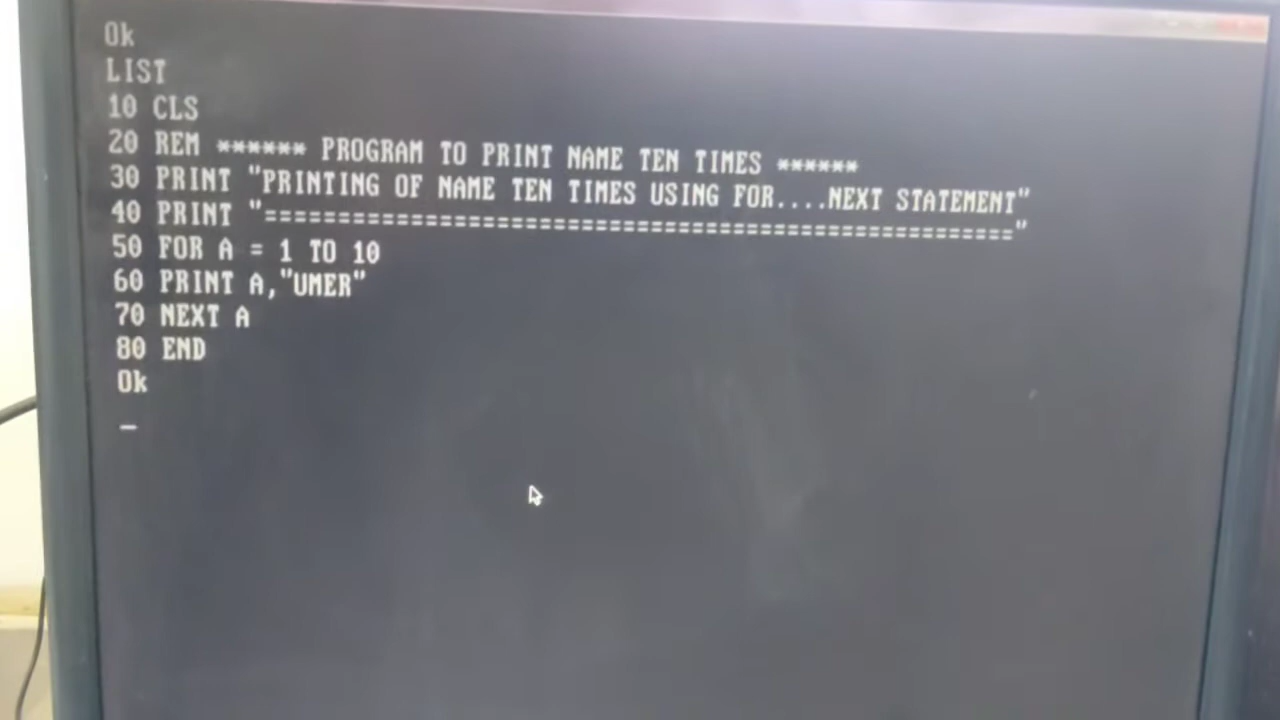 Ok
LIST
10 CLS
20 REM ****** PROGRAM TO PRINT NAME TEN TIMES ******
30 PRINT "PRINTING OF NAME TEN TIMES USING FOR....NEXT STATEMENT"
40 PRINT "===================================================="
50 FOR A = 1 TO 10
60 PRINT A,"UMER"
70 NEXT A
80 END
Ok
_